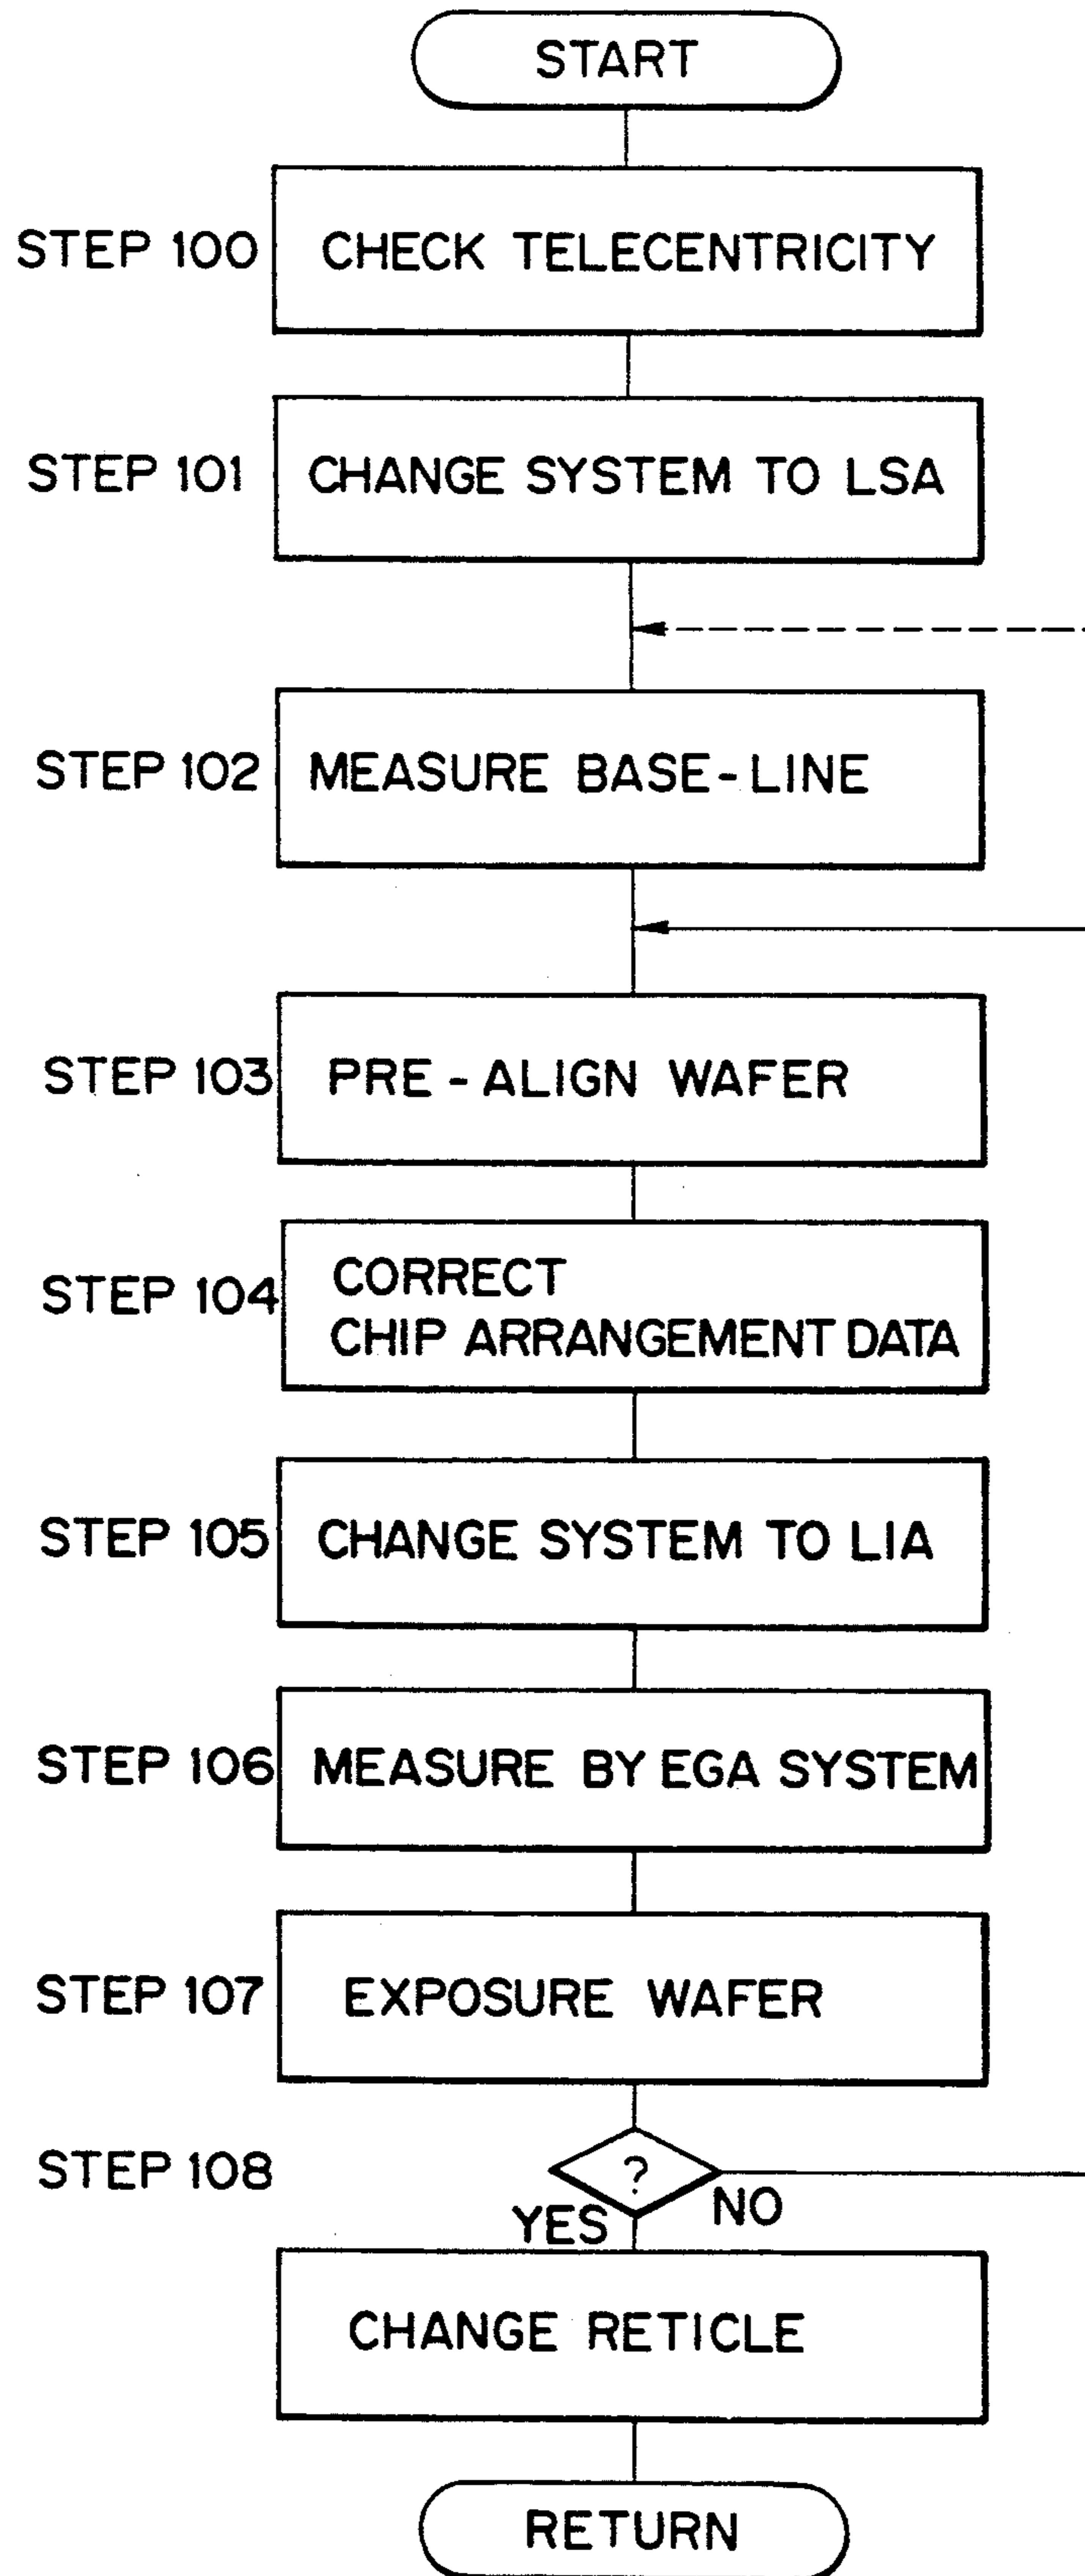 START
STEP 100
CHECK TELECENTRICITY
STEP 101
CHANGE SYSTEM TO LSA
STEP 102
MEASURE BASE-LINE
STEP 103
PRE-ALIGN WAFER
STEP 104
CORRECT
CHIP ARRANGEMENT DATA
STEP 105
CHANGE SYSTEM TO LIA
STEP 106
MEASURE BY EGA SYSTEM
STEP 107
EXPOSURE WAFER
STEP 108
?
YES
NO
CHANGE RETICLE
RETURN